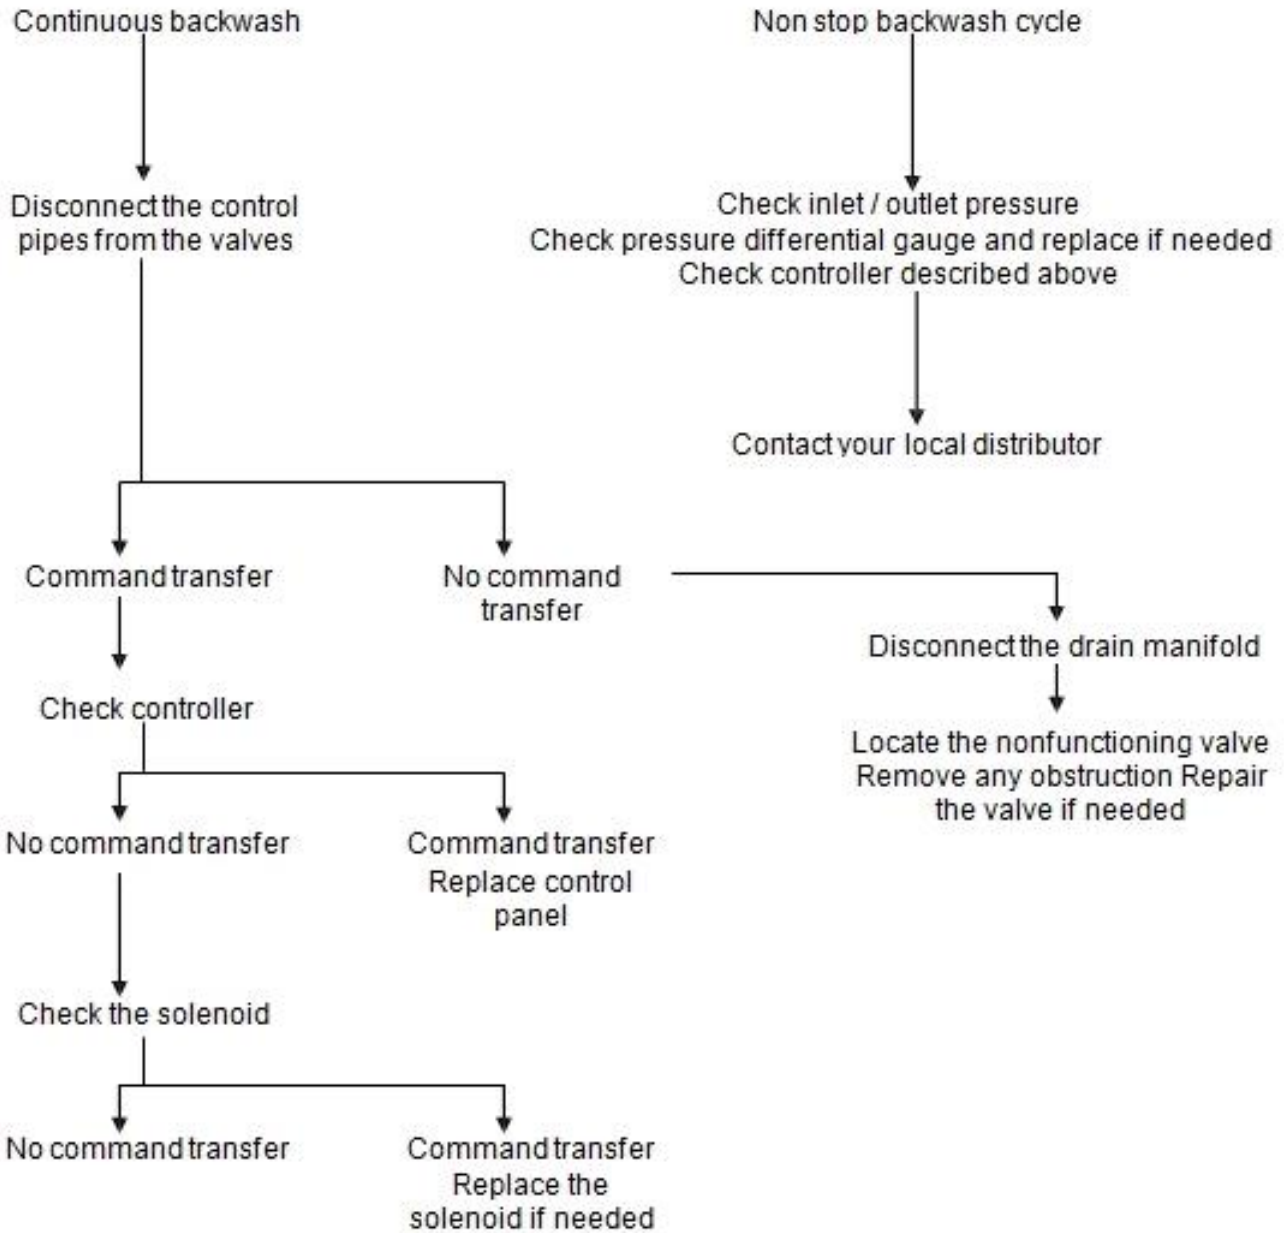 Continuous backwash
Non stop backwash cycle
Disconnect the control
pipes from the valves
Check inlet / outlet pressure
Check pressure differential gauge and replace if needed
Check controller described above
Contact your local distributor
Command transfer
No command
transfer
Disconnect the drain manifold
Check controller
Locate the nonfunctioning valve
Remove any obstruction Repair
the valve if needed
No command transfer
Command transfer
Replace control
panel
Check the solenoid
No command transfer
Command transfer
Replace the
solenoid if needed